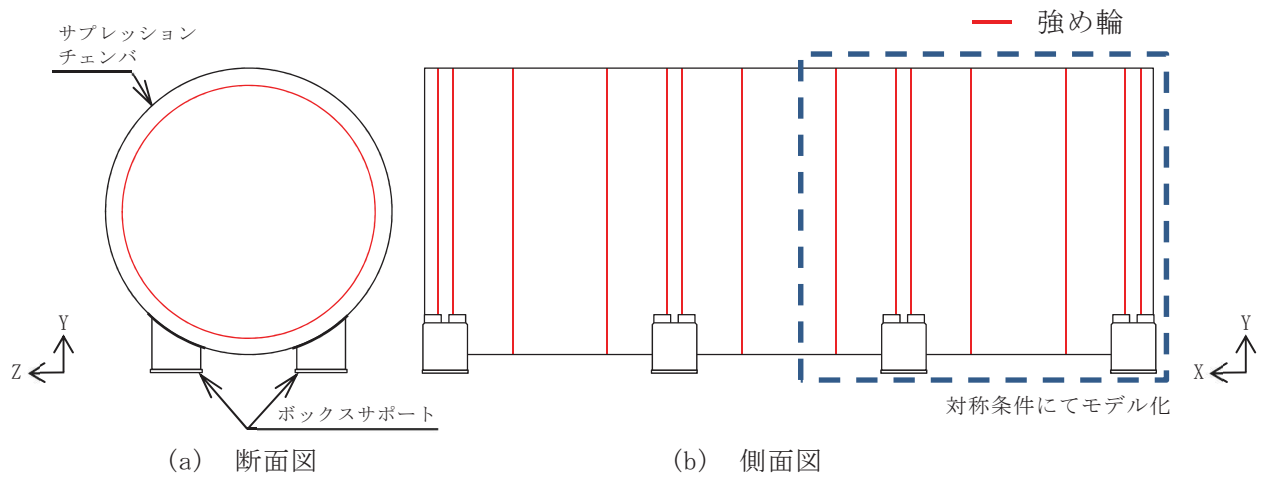 サプレッション
チェンバ
強め輪
Y
Z
ボックスサポート
Y
X
対称条件にてモデル化
(a) 断面図
(b) 側面図